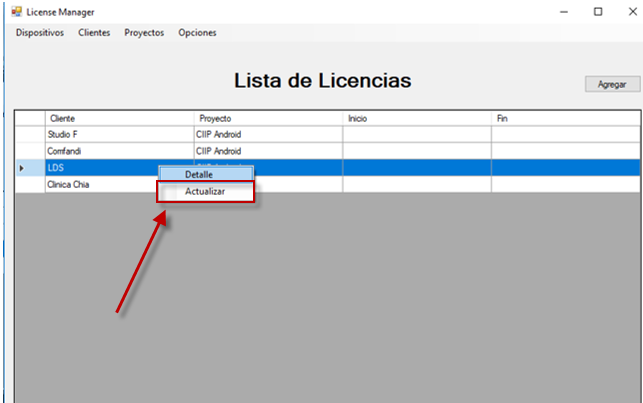 License Manager
Dispositivos Clientes Proyectos Opciones
Lista de Licencias
Agregar
Cliente Proyecto Inicio Fin
Studio F CIIP Android
Comfandi CIIP Android
LDS
Clinica Chia
Detalle
Actualizar